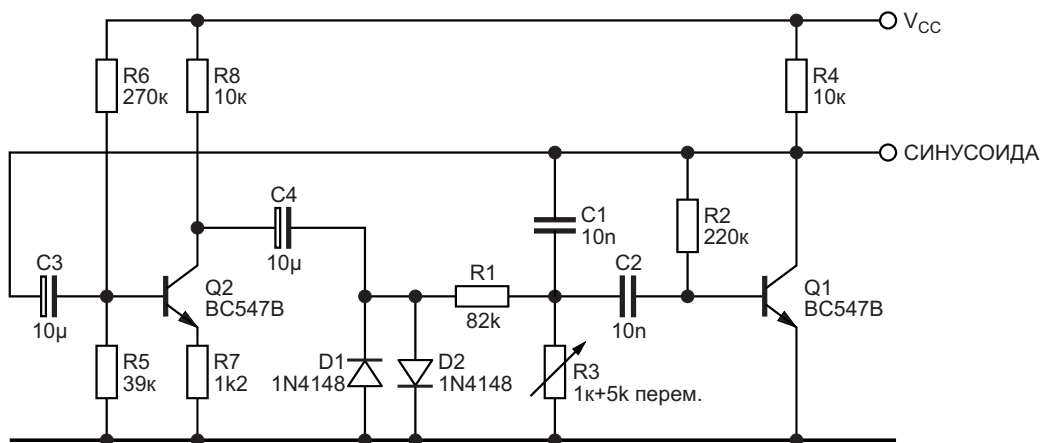 V_CC
R6
270к
R8
10к
R4
10к
СИНУСОИДА
C4
10µ
C1
10n
R2
220к
C3
10µ
Q2
BC547B
R1
82k
C2
10n
Q1
BC547B
R5
39к
R7
1k2
D1
1N4148
D2
1N4148
R3
1к+5k перем.